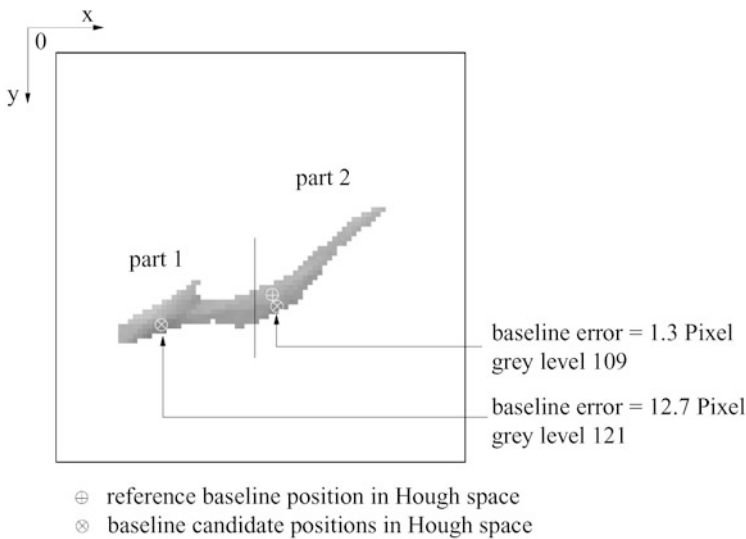 x
0
y
part 2
part 1
baseline error = 1.3 Pixel
grey level 109
baseline error = 12.7 Pixel
grey level 121
⊕ reference baseline position in Hough space
⊗ baseline candidate positions in Hough space